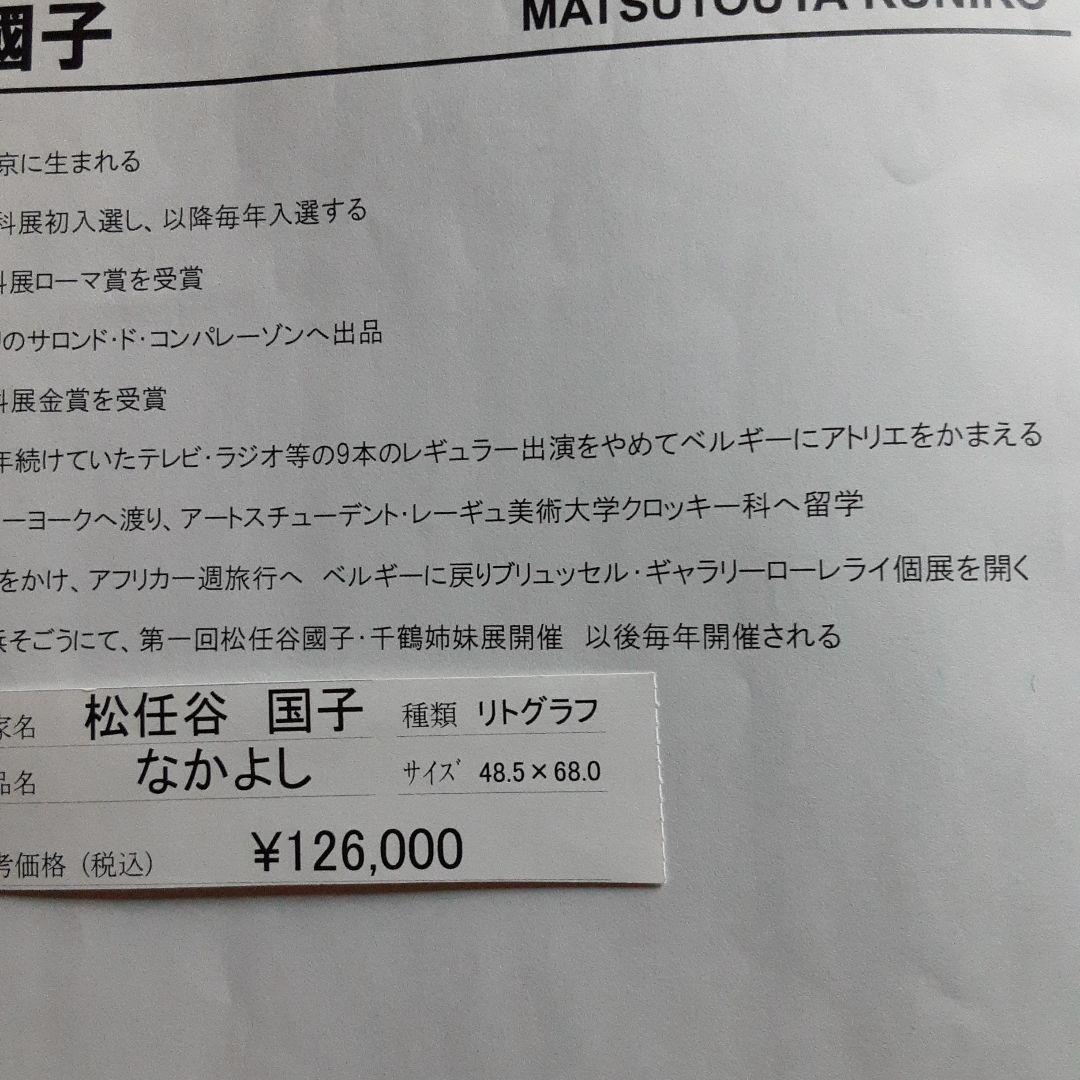 國子 MATSUTOUYA KUNIKO
京に生まれる
科展初入選し、以降毎年入選する
科展ローマ賞を受賞
リのサロンド・ド・コンパレーゾンへ出品
科展金賞を受賞
年続けていたテレビ・ラジオ等の9本のレギュラー出演をやめてベルギーにアトリエをかまえる
ーヨークへ渡り、アートスチューデント・レーギュ美術大学クロッキー科へ留学
をかけ、アフリカ一週旅行へ ベルギーに戻りブリュッセル・ギャラリーローレライ個展を開く
浜そごうにて、第一回松任谷國子・千鶴姉妹展開催 以後毎年開催される
家名 松任谷 国子 種類 リトグラフ
品名 なかよし サイズ 48.5×68.0
考価格(税込) ¥126,000